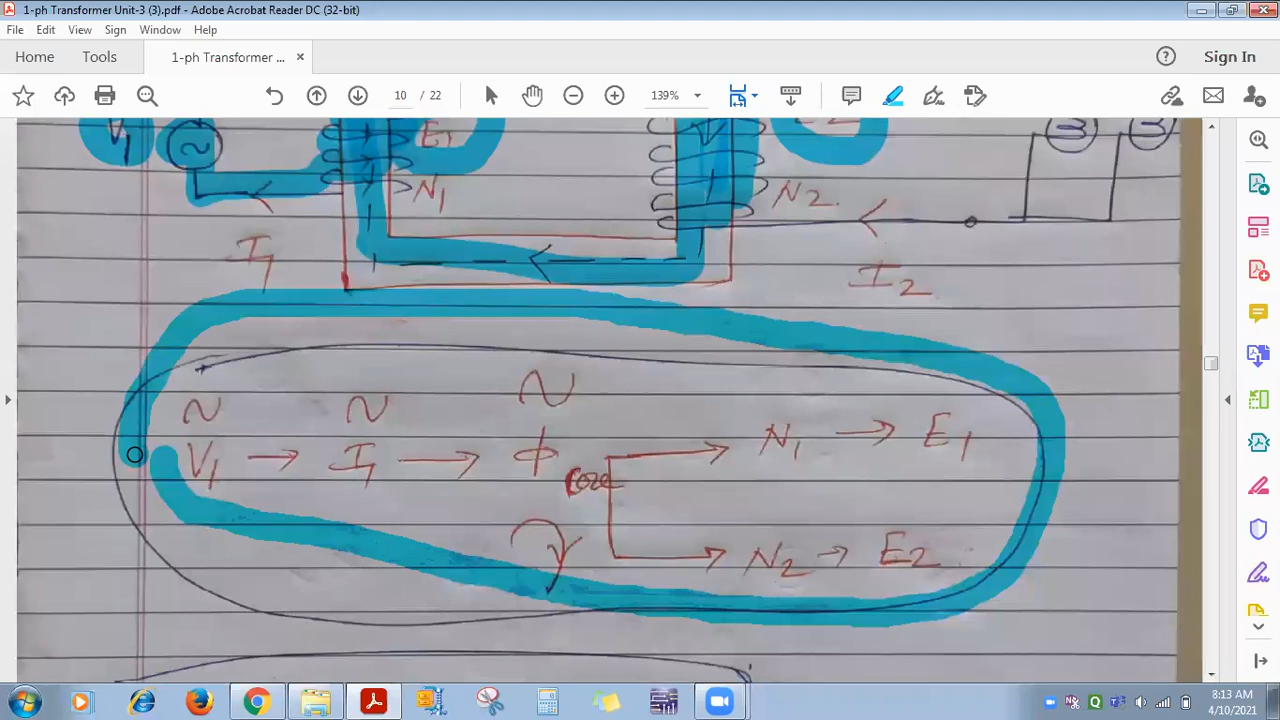 1-ph Transformer Unit-3 (3).pdf - Adobe Acrobat Reader DC (32-bit)
File Edit View Sign Window Help
Home Tools 1-ph Transformer ... × Sign In
10 / 22 139%
V1 ~ E1
N1 N2
I1 I2
~ ~ ~
V1 → I1 → ϕ core → N1 → E1
→ N2 → E2
8:13 AM
4/10/2021